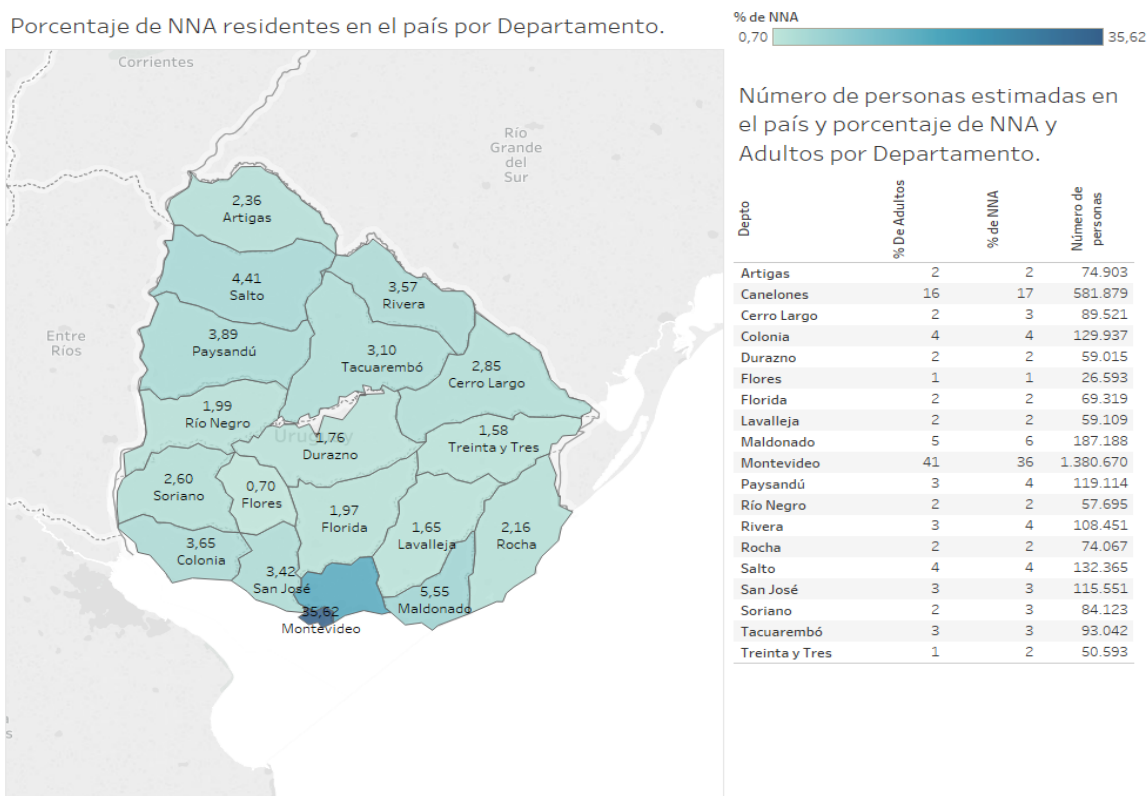 Porcentaje de NNA residentes en el país por Departamento.
% de NNA
0,70
35,62
Corrientes
Río
Grande
del
Sur
Entre
Ríos
Uruguay
2,36
Artigas
4,41
Salto
3,57
Rivera
3,89
Paysandú
3,10
Tacuarembó
2,85
Cerro Largo
1,99
Río Negro
1,76
Durazno
1,58
Treinta y Tres
2,60
Soriano
0,70
Flores
1,97
Florida
1,65
Lavalleja
2,16
Rocha
3,65
Colonia
3,42
San José
5,55
Maldonado
35,62
Montevideo
Número de personas estimadas en
el país y porcentaje de NNA y
Adultos por Departamento.
Depto % De Adultos % de NNA Número de
personas
Artigas 2 2 74.903
Canelones 16 17 581.879
Cerro Largo 2 3 89.521
Colonia 4 4 129.937
Durazno 2 2 59.015
Flores 1 1 26.593
Florida 2 2 69.319
Lavalleja 2 2 59.109
Maldonado 5 6 187.188
Montevideo 41 36 1.380.670
Paysandú 3 4 119.114
Río Negro 2 2 57.695
Rivera 3 4 108.451
Rocha 2 2 74.067
Salto 4 4 132.365
San José 3 3 115.551
Soriano 2 3 84.123
Tacuarembó 3 3 93.042
Treinta y Tres 1 2 50.593